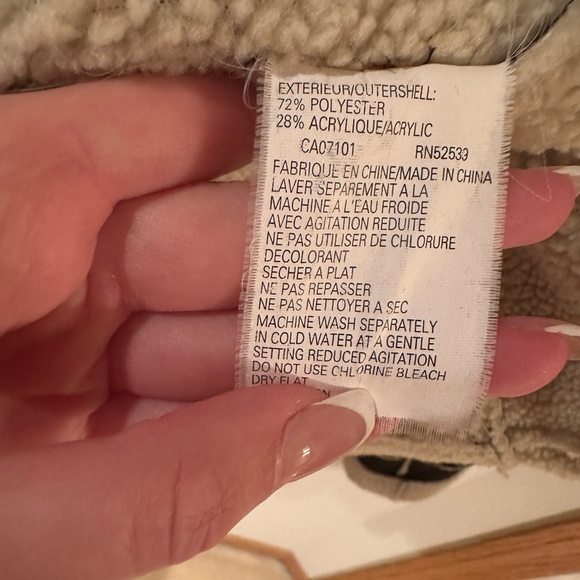 EXTERIEUR/OUTERSHELL:
72% POLYESTER
28% ACRYLIQUE/ACRYLIC
CA07101 RN52539
FABRIQUE EN CHINE/MADE IN CHINA
LAVER SEPAREMENT A LA
MACHINE A L'EAU FROIDE
AVEC AGITATION REDUITE
NE PAS UTILISER DE CHLORURE
DECOLORANT
SECHER A PLAT
NE PAS REPASSER
NE PAS NETTOYER A SEC
MACHINE WASH SEPARATELY
IN COLD WATER AT A GENTLE
SETTING REDUCED AGITATION
DO NOT USE CHLORINE BLEACH
DRY FLAT